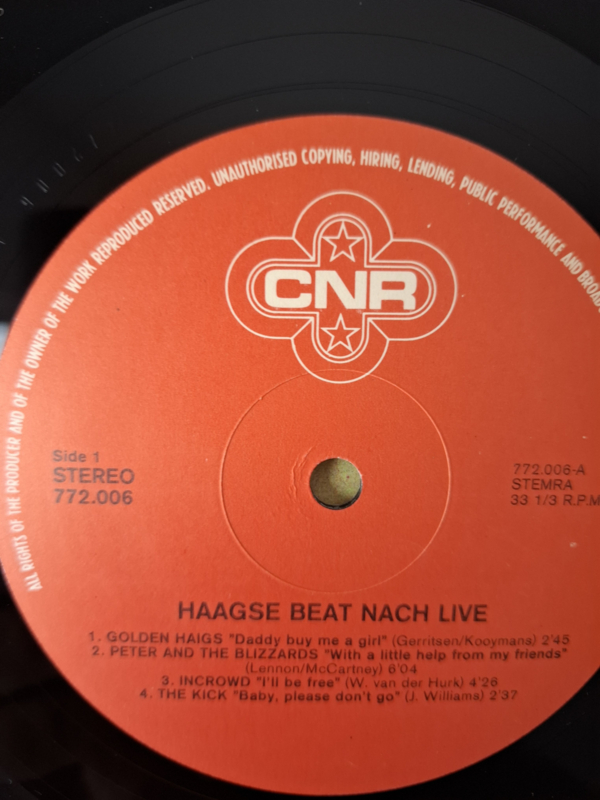 ALL RIGHTS OF THE PRODUCER AND OF THE OWNER OF THE WORK REPRODUCED RESERVED. UNAUTHORISED COPYING, HIRING, LENDING, PUBLIC PERFORMANCE AND BROADC
CNR
Side 1
STEREO
772.006
772.006-A
STEMRA
33 1/3 R.P.M
HAAGSE BEAT NACH LIVE
1. GOLDEN HAIGS "Daddy buy me a girl" (Gerritsen/Kooymans) 2'45
2. PETER AND THE BLIZZARDS "With a little help from my friends"
(Lennon/McCartney) 6'04
3. INCROWD "I'll be free" (W. van der Hurk) 4'26
4. THE KICK "Baby, please don't go" (J. Williams) 2'37